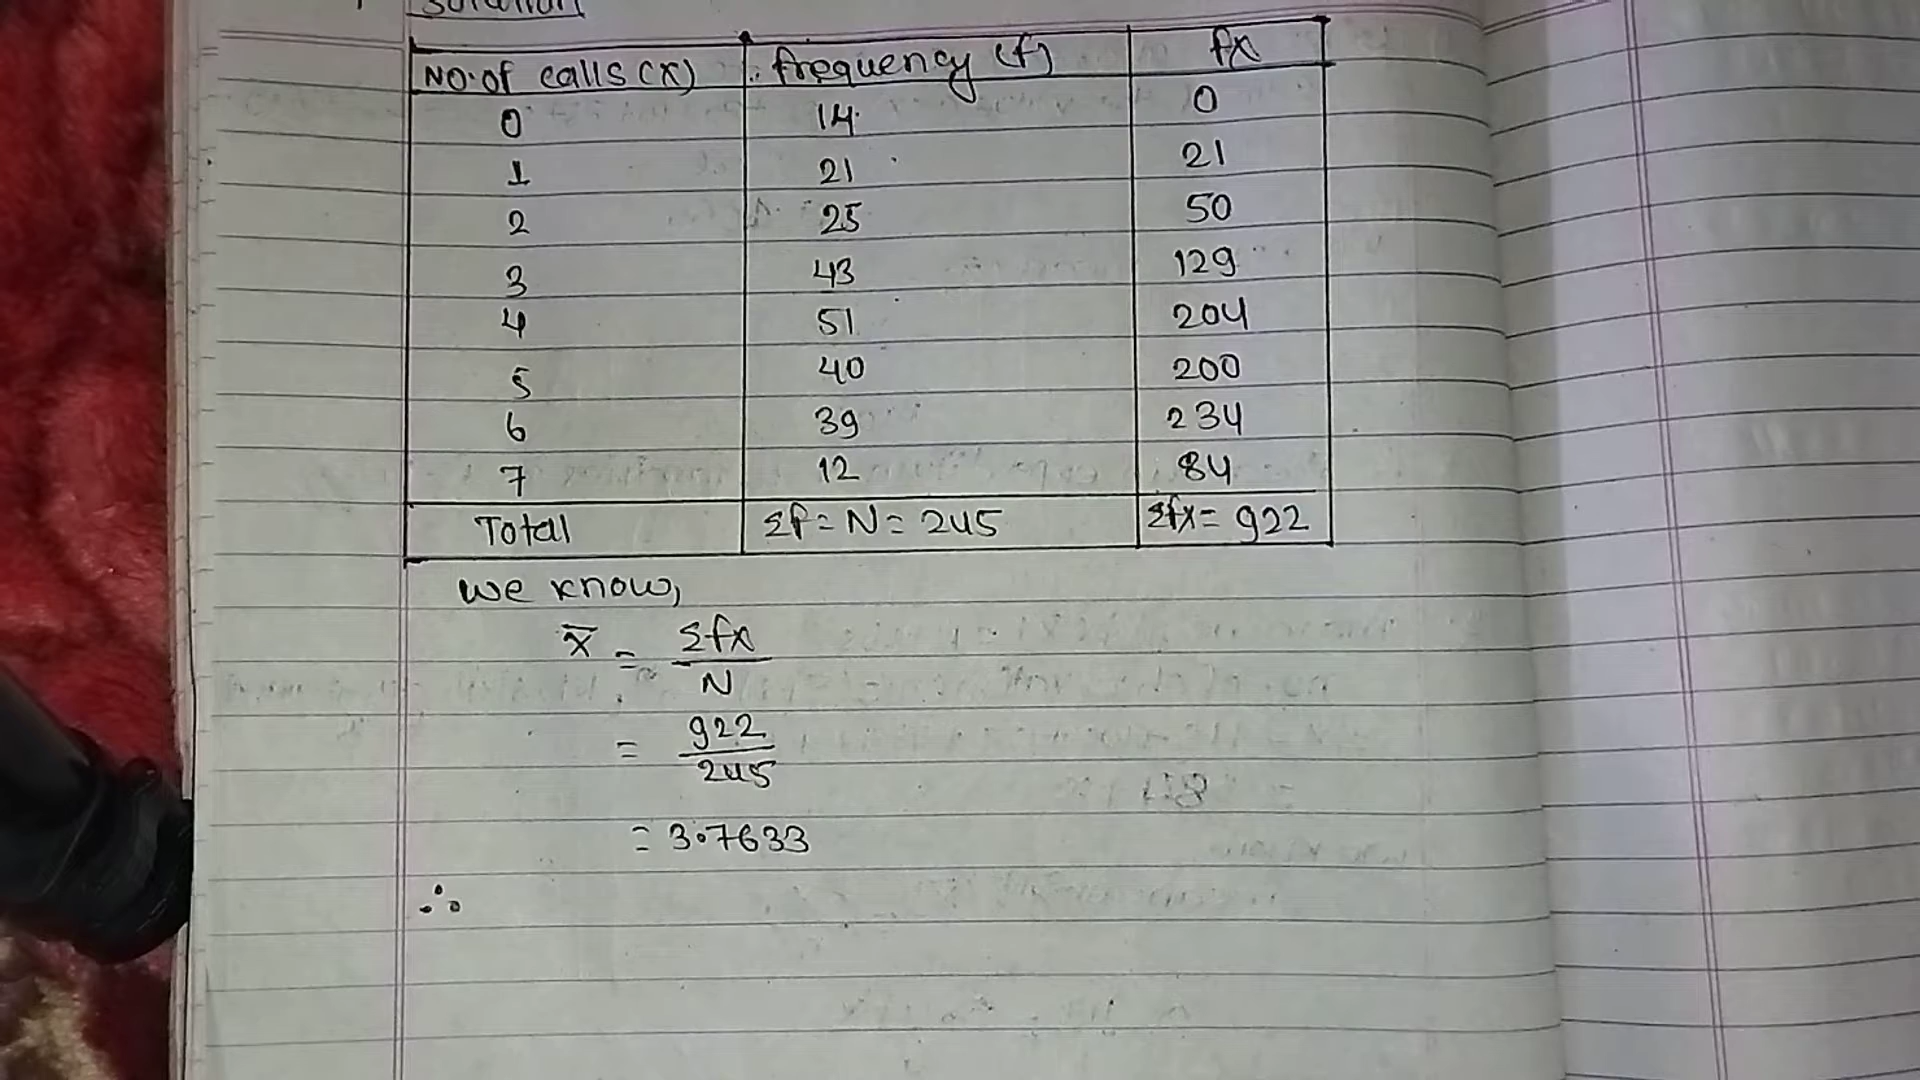 Solution
No. of calls (x) frequency (f) fx
0 14 0
1 21 21
2 25 50
3 43 129
4 51 204
5 40 200
6 39 234
7 12 84
Total Σf = N = 245 Σfx = 922
We know,
x̄ = Σfx
N
= 922
245
= 3.7633
∴